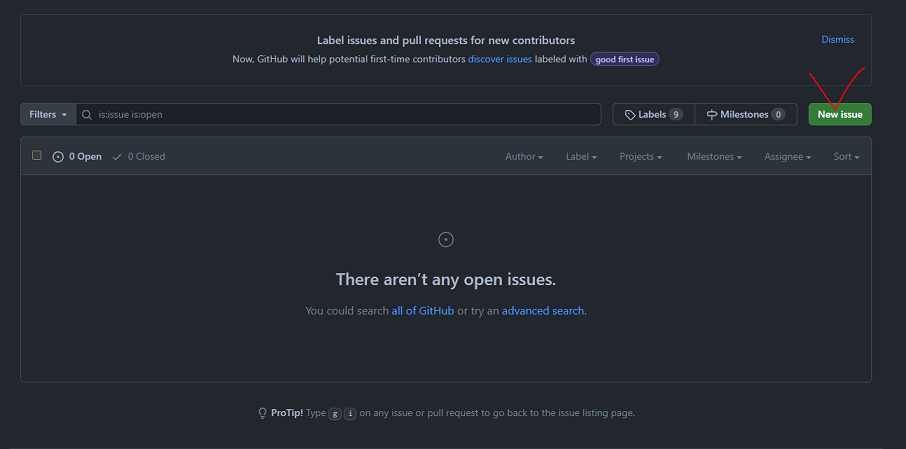 Label issues and pull requests for new contributors
Dismiss
Now, GitHub will help potential first-time contributors discover issues labeled with good first issue
Filters is:issue is:open Labels 9 Milestones 0 New issue
0 Open 0 Closed Author Label Projects Milestones Assignee Sort
There aren’t any open issues.
You could search all of GitHub or try an advanced search.
ProTip! Type g i on any issue or pull request to go back to the issue listing page.